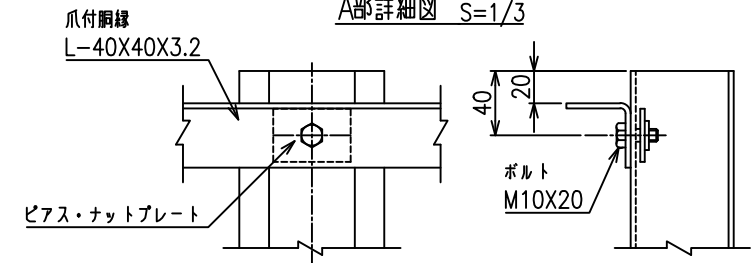 A部詳細図 S=1/3
爪付胴縁
L-40X40X3.2
40
20
ボルト
M10X20
ピアス・ナットプレート